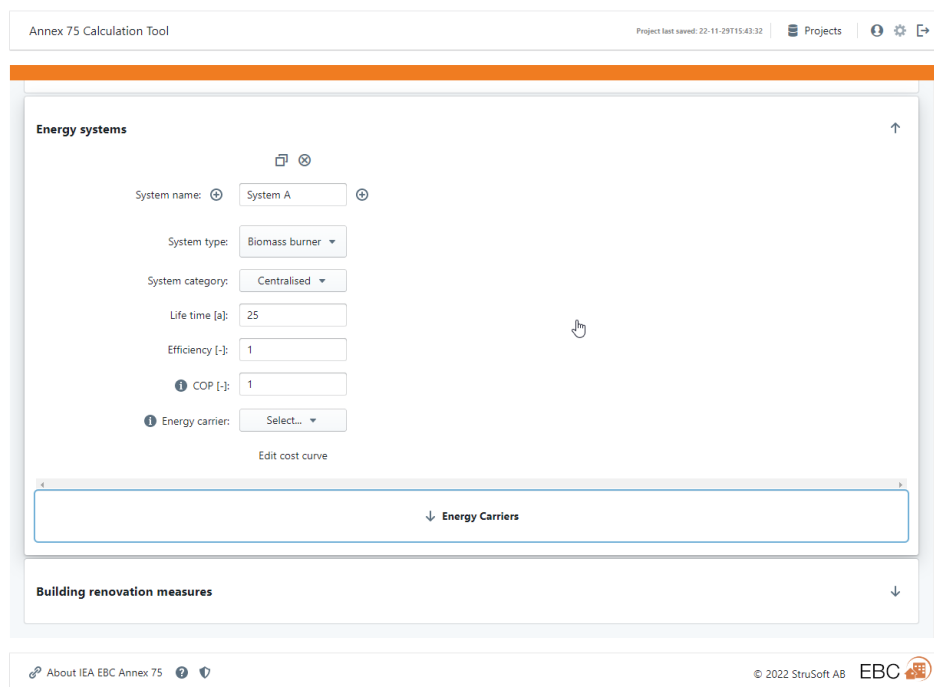 Annex 75 Calculation Tool
Project last saved: 22-11-29T15:43:32
Projects
Energy systems
System name:
System A
System type:
Biomass burner
System category:
Centralised
Life time [a]:
25
Efficiency [-]:
1
COP [-]:
1
Energy carrier:
Select...
Edit cost curve
Energy Carriers
Building renovation measures
About IEA EBC Annex 75
© 2022 StruSoft AB
EBC